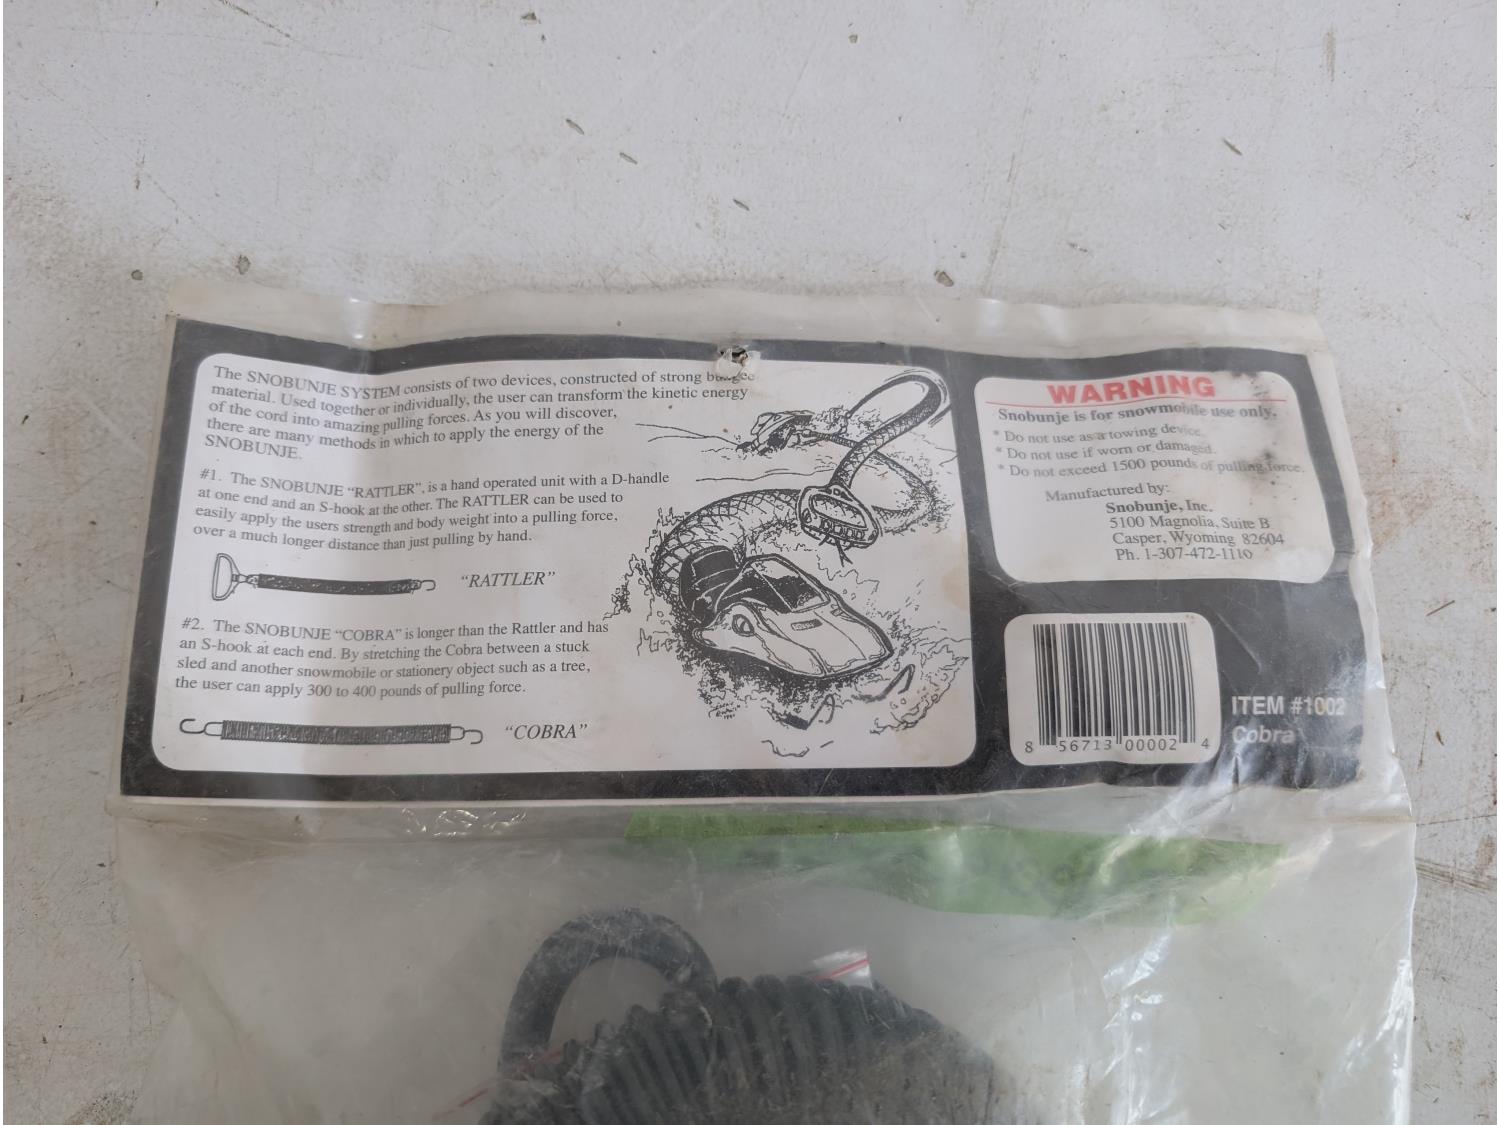 The SNOBUNJE SYSTEM consists of two devices, constructed of strong bungee
material. Used together or individually, the user can transform the kinetic energy
of the cord into amazing pulling forces. As you will discover,
there are many methods in which to apply the energy of the
SNOBUNJE.
#1. The SNOBUNJE "RATTLER", is a hand operated unit with a D-handle
at one end and an S-hook at the other. The RATTLER can be used to
easily apply the users strength and body weight into a pulling force,
over a much longer distance than just pulling by hand.
"RATTLER"
#2. The SNOBUNJE "COBRA" is longer than the Rattler and has
an S-hook at each end. By stretching the Cobra between a stuck
sled and another snowmobile or stationery object such as a tree,
the user can apply 300 to 400 pounds of pulling force.
"COBRA"
WARNING
Snobunje is for snowmobile use only.
* Do not use as a towing device.
* Do not use if worn or damaged.
* Do not exceed 1500 pounds of pulling force.
Manufactured by:
Snobunje, Inc.
5100 Magnolia, Suite B
Casper, Wyoming 82604
Ph. 1-307-472-1110
8 56713 00002 4
ITEM #1002
Cobra